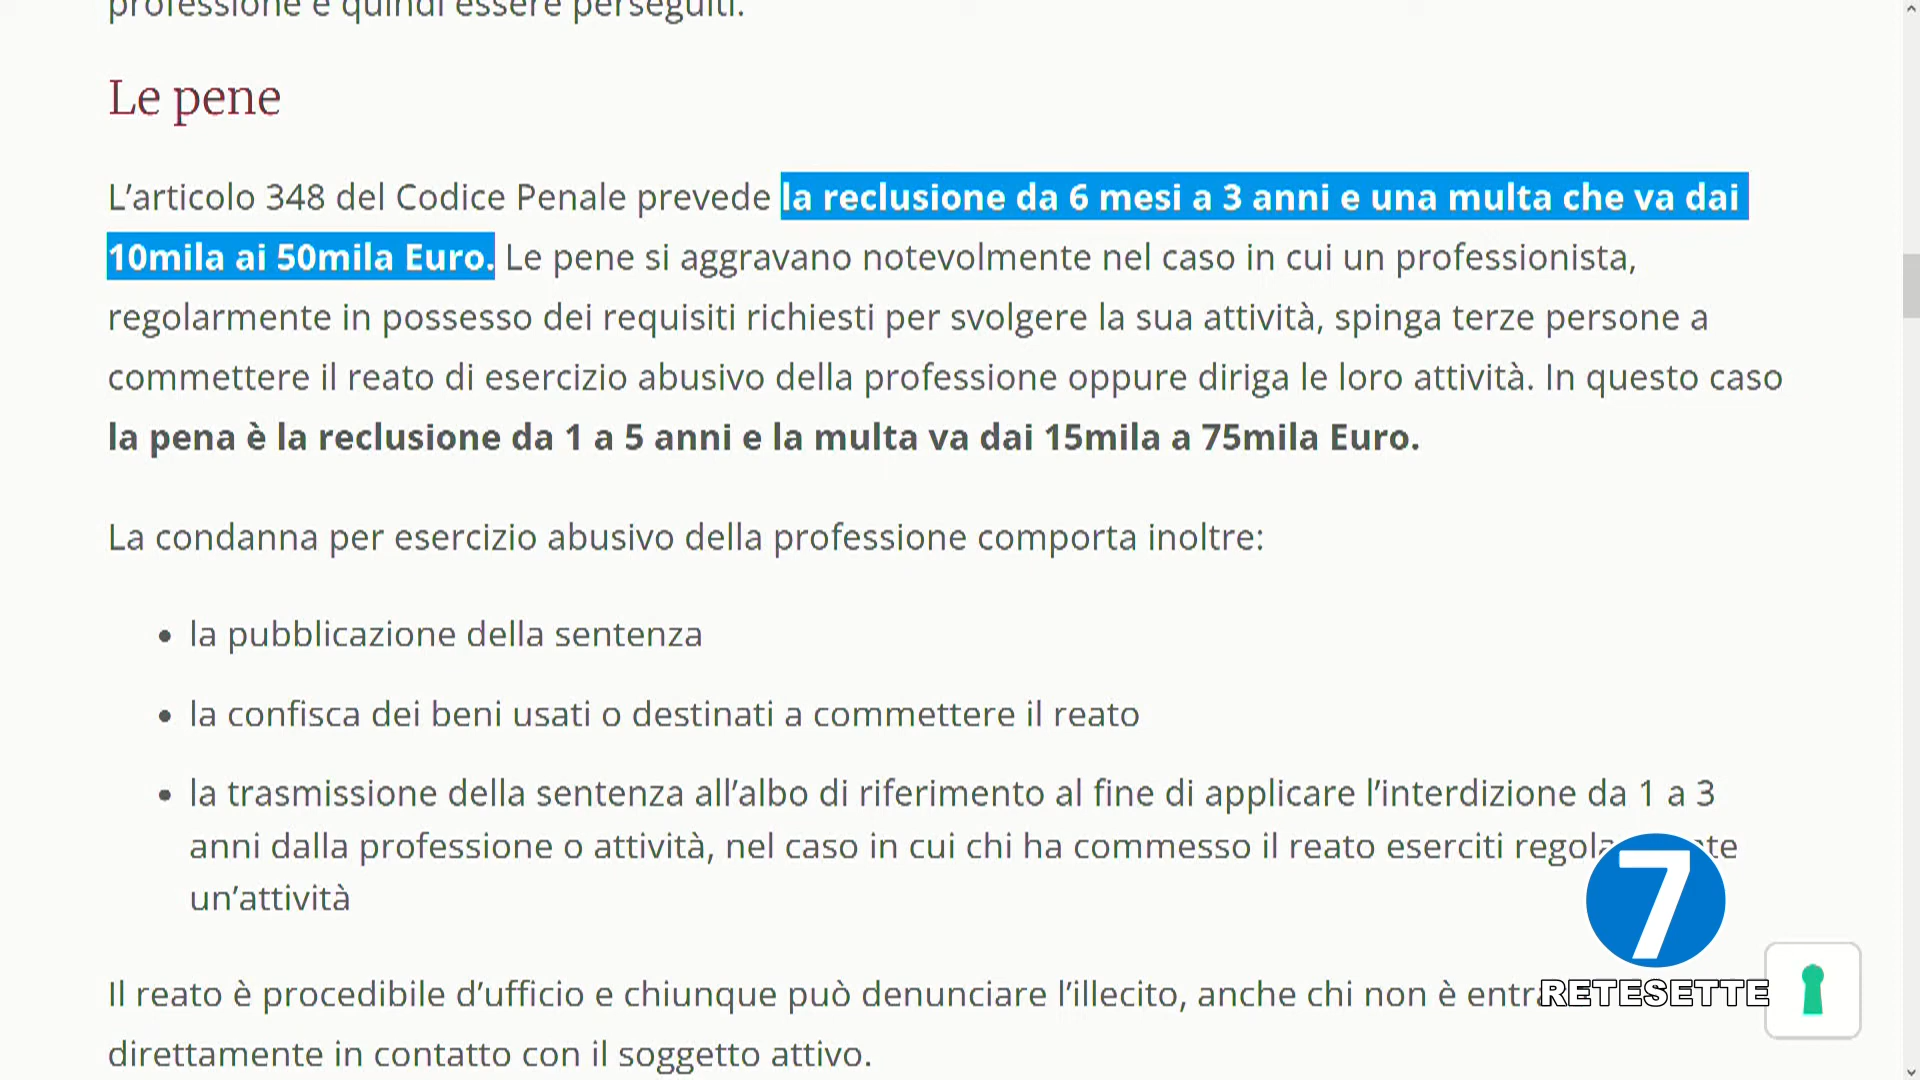 professione e quindi essere perseguiti.
Le pene
L’articolo 348 del Codice Penale prevede la reclusione da 6 mesi a 3 anni e una multa che va dai
10mila ai 50mila Euro. Le pene si aggravano notevolmente nel caso in cui un professionista,
regolarmente in possesso dei requisiti richiesti per svolgere la sua attività, spinga terze persone a
commettere il reato di esercizio abusivo della professione oppure diriga le loro attività. In questo caso
la pena è la reclusione da 1 a 5 anni e la multa va dai 15mila a 75mila Euro.
La condanna per esercizio abusivo della professione comporta inoltre:
• la pubblicazione della sentenza
• la confisca dei beni usati o destinati a commettere il reato
• la trasmissione della sentenza all’albo di riferimento al fine di applicare l’interdizione da 1 a 3
anni dalla professione o attività, nel caso in cui chi ha commesso il reato eserciti
un’attività
7
RETESETTE
Il reato è procedibile d’ufficio e chiunque può denunciare l’illecito, anche chi non è
direttamente in contatto con il soggetto attivo.